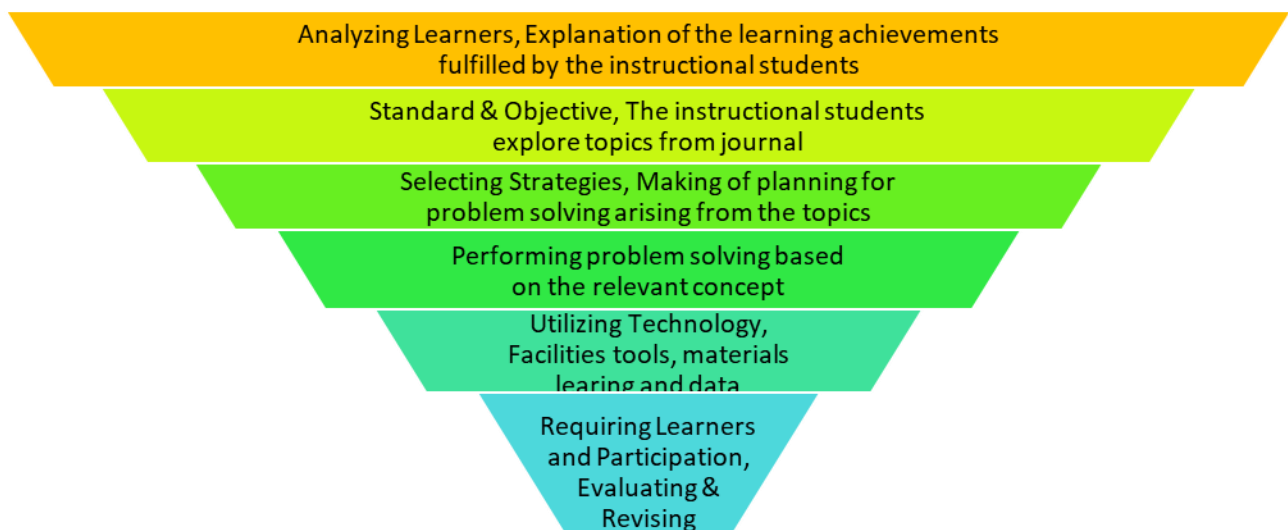 Analyzing Learners, Explanation of the learning achievements
fulfilled by the instructional students
Standard & Objective, The instructional students
explore topics from journal
Selecting Strategies, Making of planning for
problem solving arising from the topics
Performing problem solving based
on the relevant concept
Utilizing Technology,
Facilities tools, materials
learing and data
Requiring Learners
and Participation,
Evaluating &
Revising